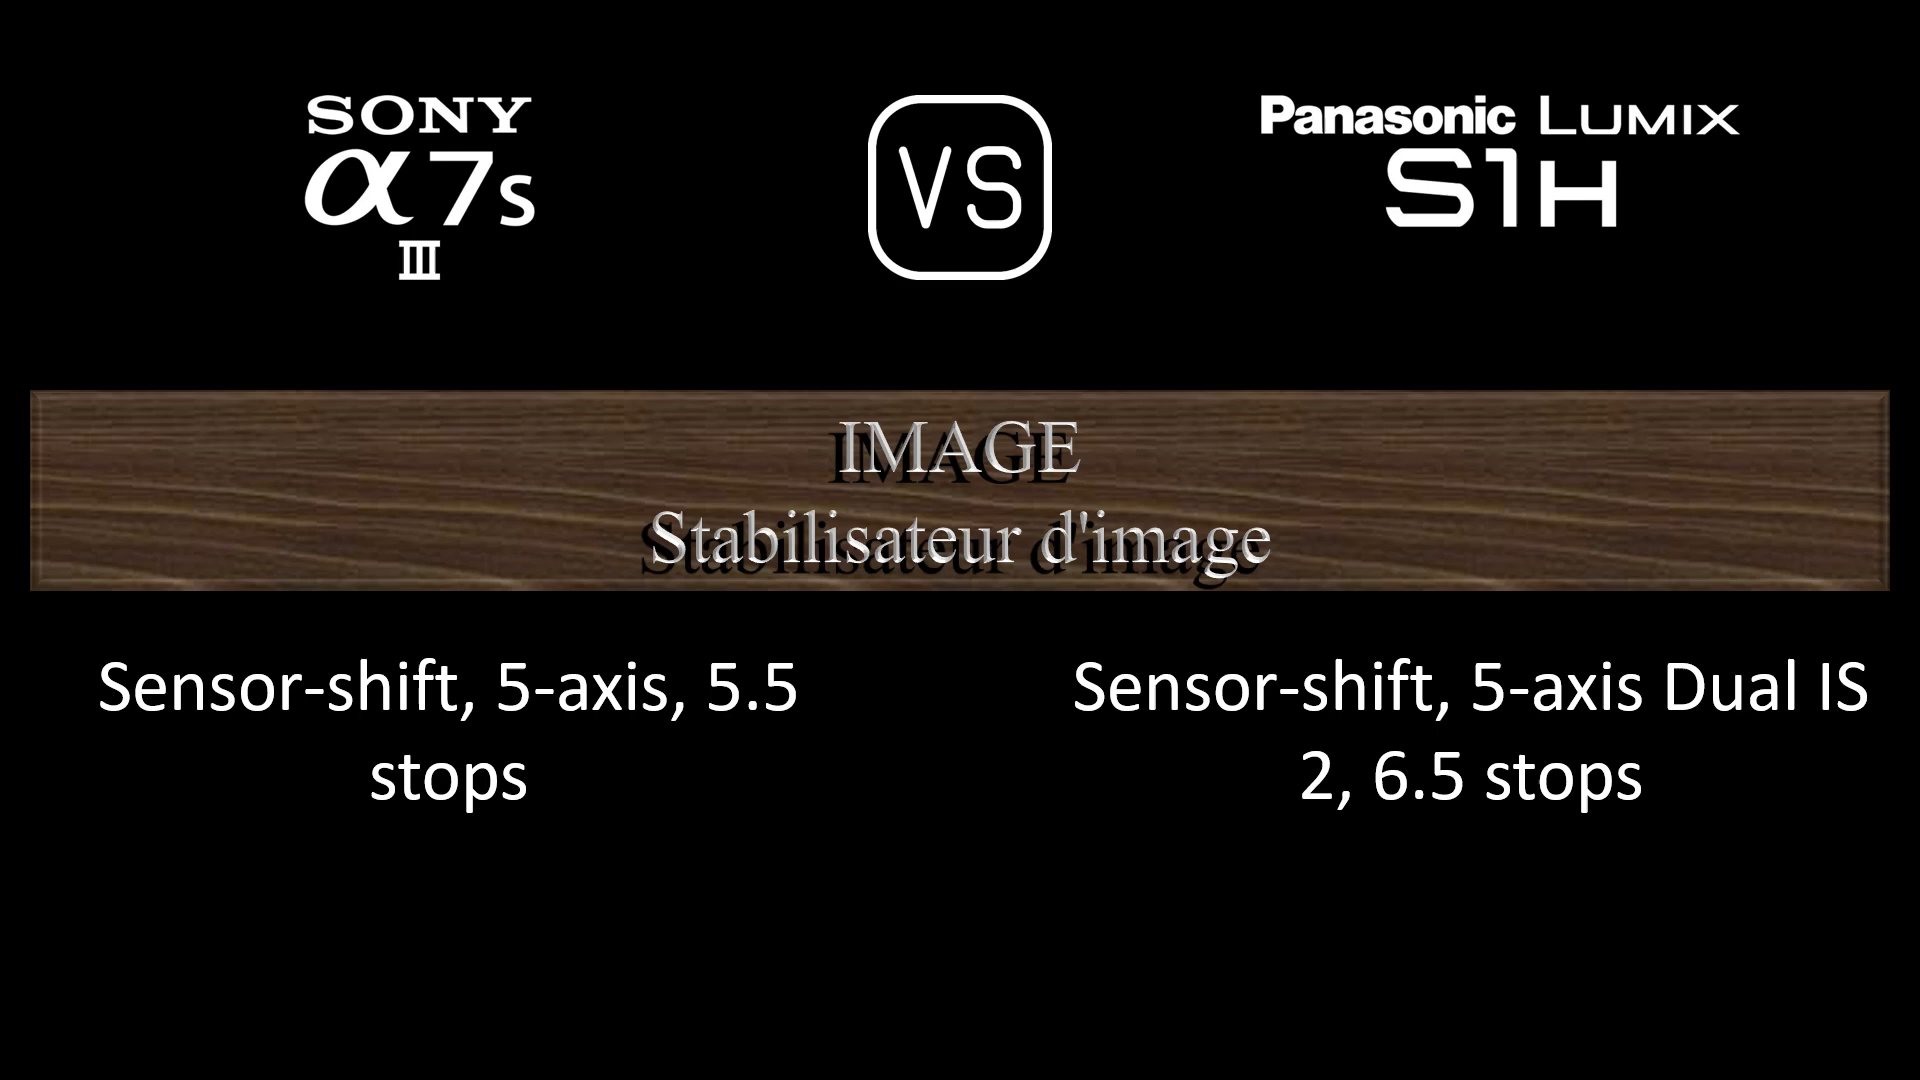 SONY
α7s
III
VS
Panasonic LUMIX
S1H
IMAGE
Stabilisateur d'image
Sensor-shift, 5-axis, 5.5
stops
Sensor-shift, 5-axis Dual IS
2, 6.5 stops